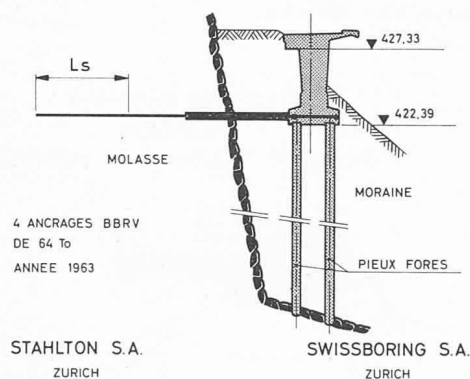 427,33
Ls
422,39
MOLASSE
MORAINE
4 ANCRAGES BBRV
DE 64 To
ANNEE 1963
PIEUX FORES
STAHLTON S.A.
ZURICH
SWISSBORING S.A.
ZURICH